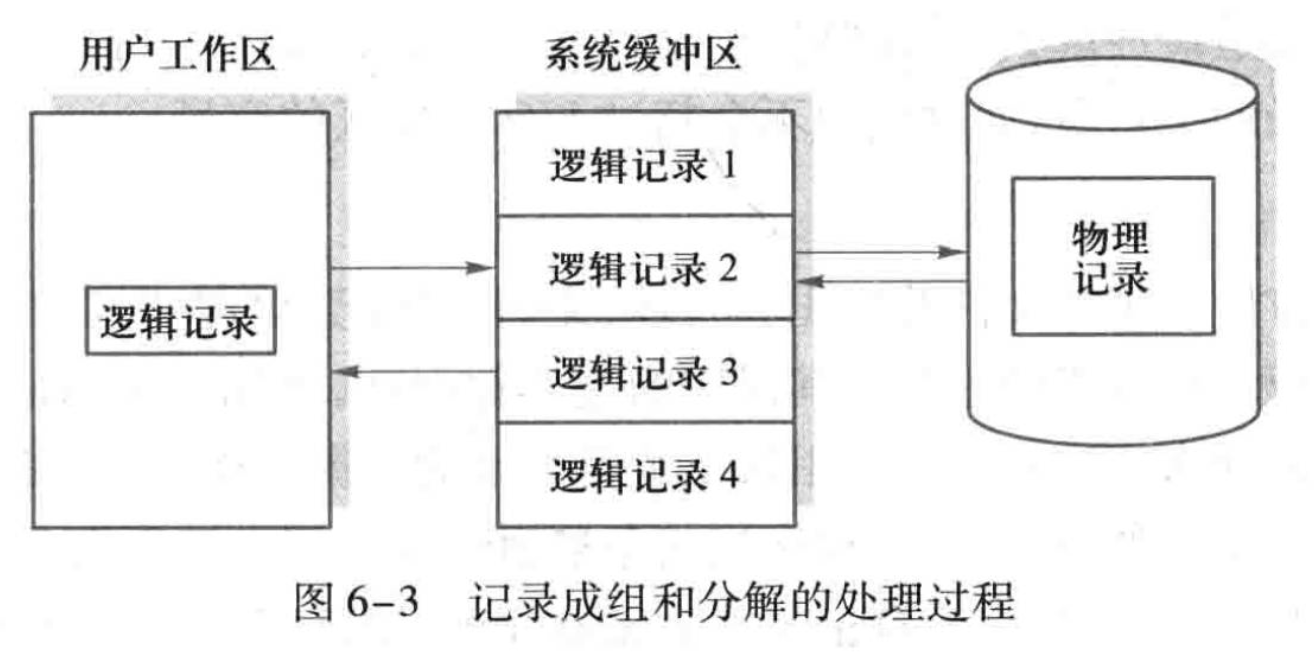 用户工作区
系统缓冲区
逻辑记录
逻辑记录 1
逻辑记录 2
逻辑记录 3
逻辑记录 4
物理
记录
图 6-3 记录成组和分解的处理过程